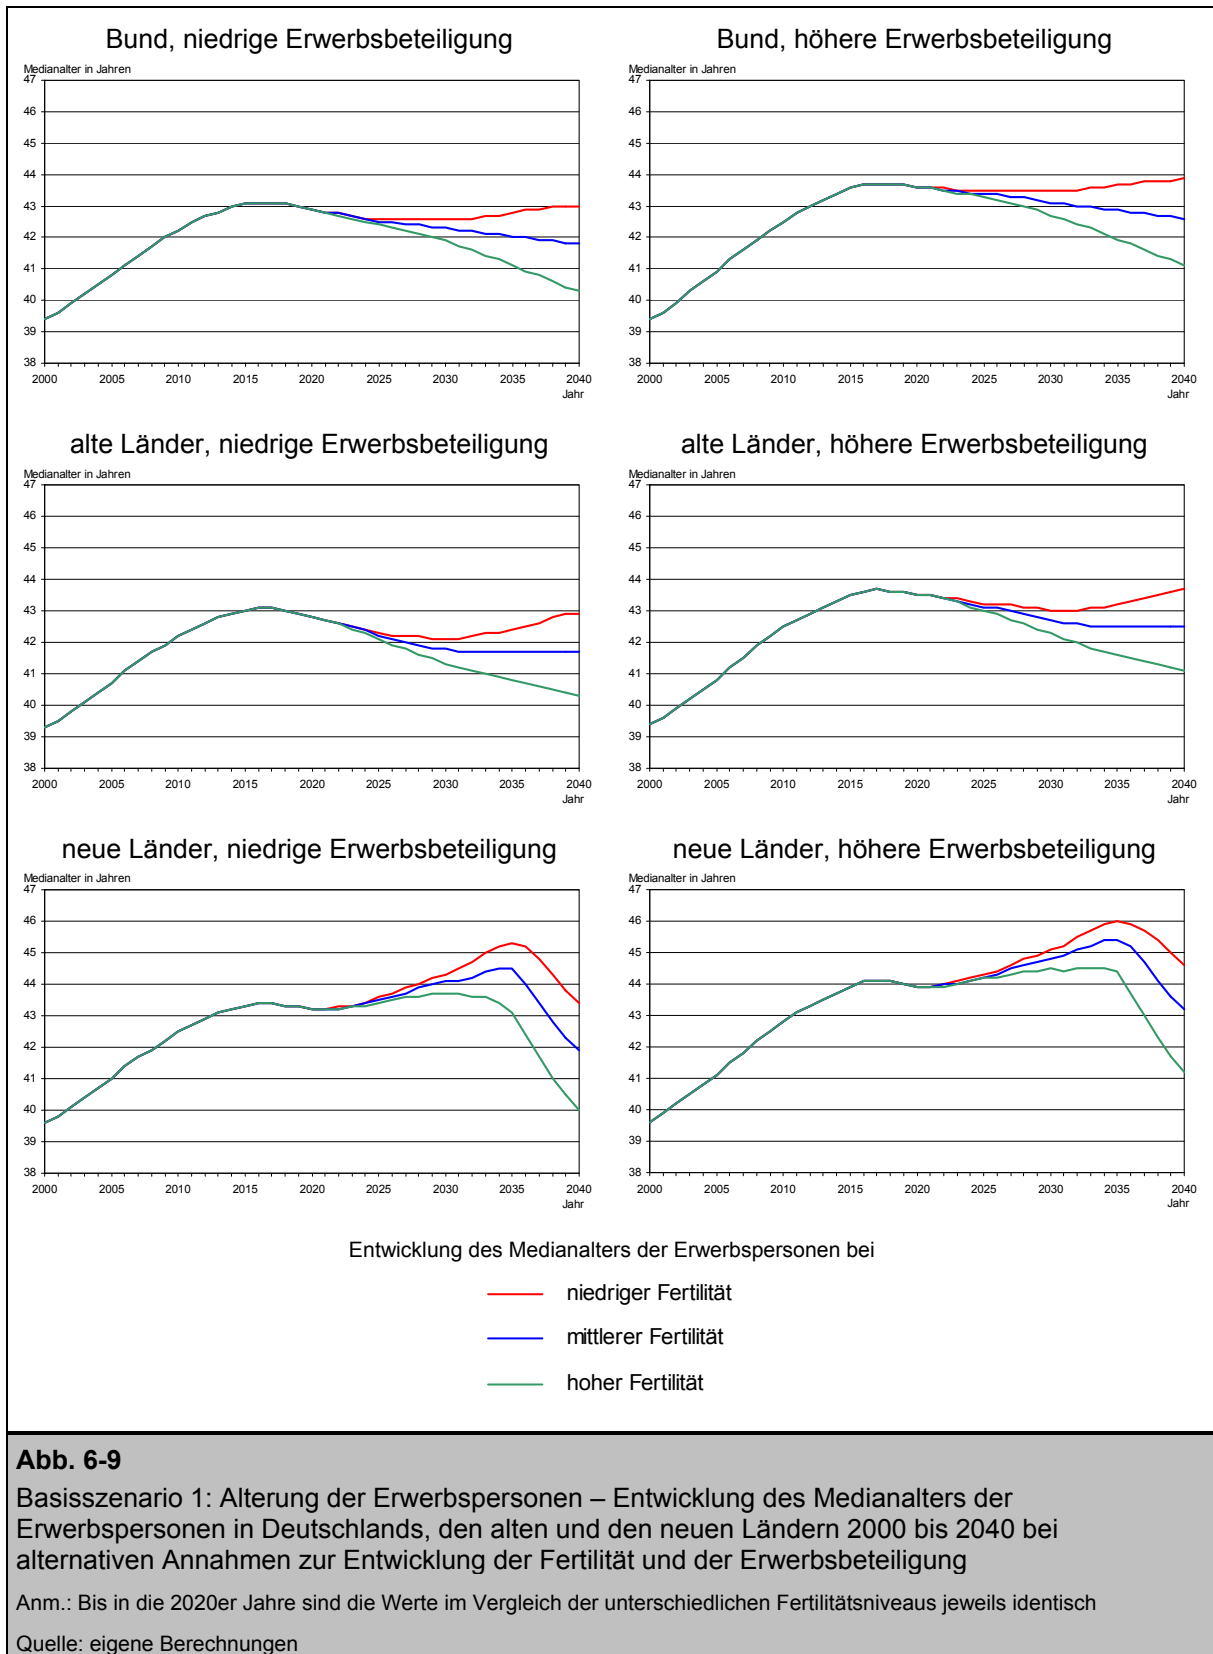 Bund, niedrige Erwerbsbeteiligung
Medianalter in Jahren
47
46
45
44
43
42
41
40
39
38
2000 2005 2010 2015 2020 2025 2030 2035 2040
Jahr
Bund, höhere Erwerbsbeteiligung
Medianalter in Jahren
47
46
45
44
43
42
41
40
39
38
2000 2005 2010 2015 2020 2025 2030 2035 2040
Jahr
alte Länder, niedrige Erwerbsbeteiligung
Medianalter in Jahren
47
46
45
44
43
42
41
40
39
38
2000 2005 2010 2015 2020 2025 2030 2035 2040
Jahr
alte Länder, höhere Erwerbsbeteiligung
Medianalter in Jahren
47
46
45
44
43
42
41
40
39
38
2000 2005 2010 2015 2020 2025 2030 2035 2040
Jahr
neue Länder, niedrige Erwerbsbeteiligung
Medianalter in Jahren
47
46
45
44
43
42
41
40
39
38
2000 2005 2010 2015 2020 2025 2030 2035 2040
Jahr
neue Länder, höhere Erwerbsbeteiligung
Medianalter in Jahren
47
46
45
44
43
42
41
40
39
38
2000 2005 2010 2015 2020 2025 2030 2035 2040
Jahr
Entwicklung des Medianalters der Erwerbspersonen bei
niedriger Fertilität
mittlerer Fertilität
hoher Fertilität
Abb. 6-9
Basisszenario 1: Alterung der Erwerbspersonen – Entwicklung des Medianalters der
Erwerbspersonen in Deutschlands, den alten und den neuen Ländern 2000 bis 2040 bei
alternativen Annahmen zur Entwicklung der Fertilität und der Erwerbsbeteiligung
Anm.: Bis in die 2020er Jahre sind die Werte im Vergleich der unterschiedlichen Fertilitätsniveaus jeweils identisch
Quelle: eigene Berechnungen